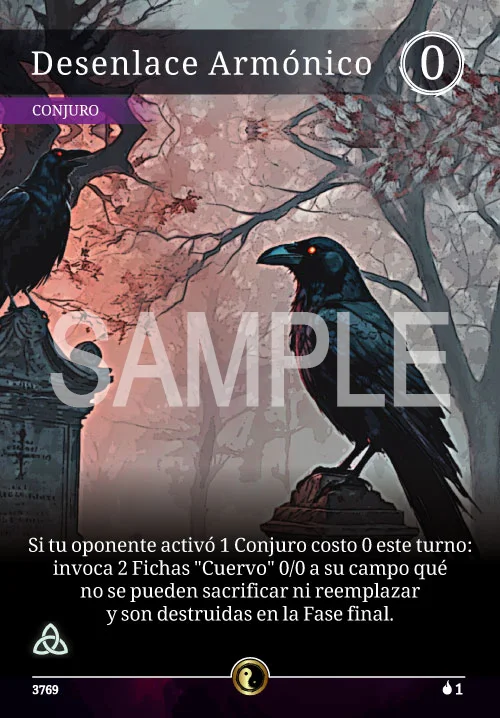 Desenlace Armónico
0
CONJURO
SAMPLE
Si tu oponente activó 1 Conjuro costo 0 este turno:
invoca 2 Fichas "Cuervo" 0/0 a su campo qué
no se pueden sacrificar ni reemplazar
y son destruidas en la Fase final.
3769
1